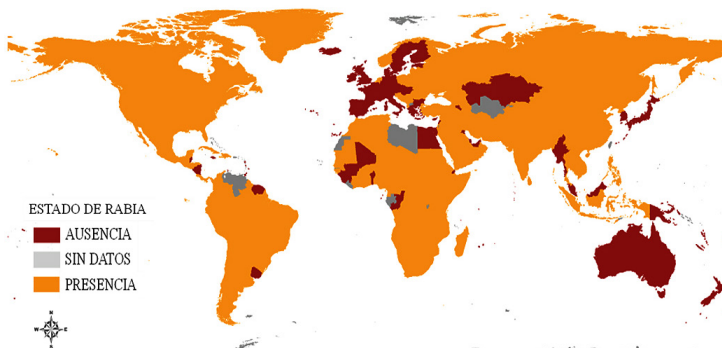 ESTADO DE RABIA
AUSENCIA
SIN DATOS
PRESENCIA
N
W E
S